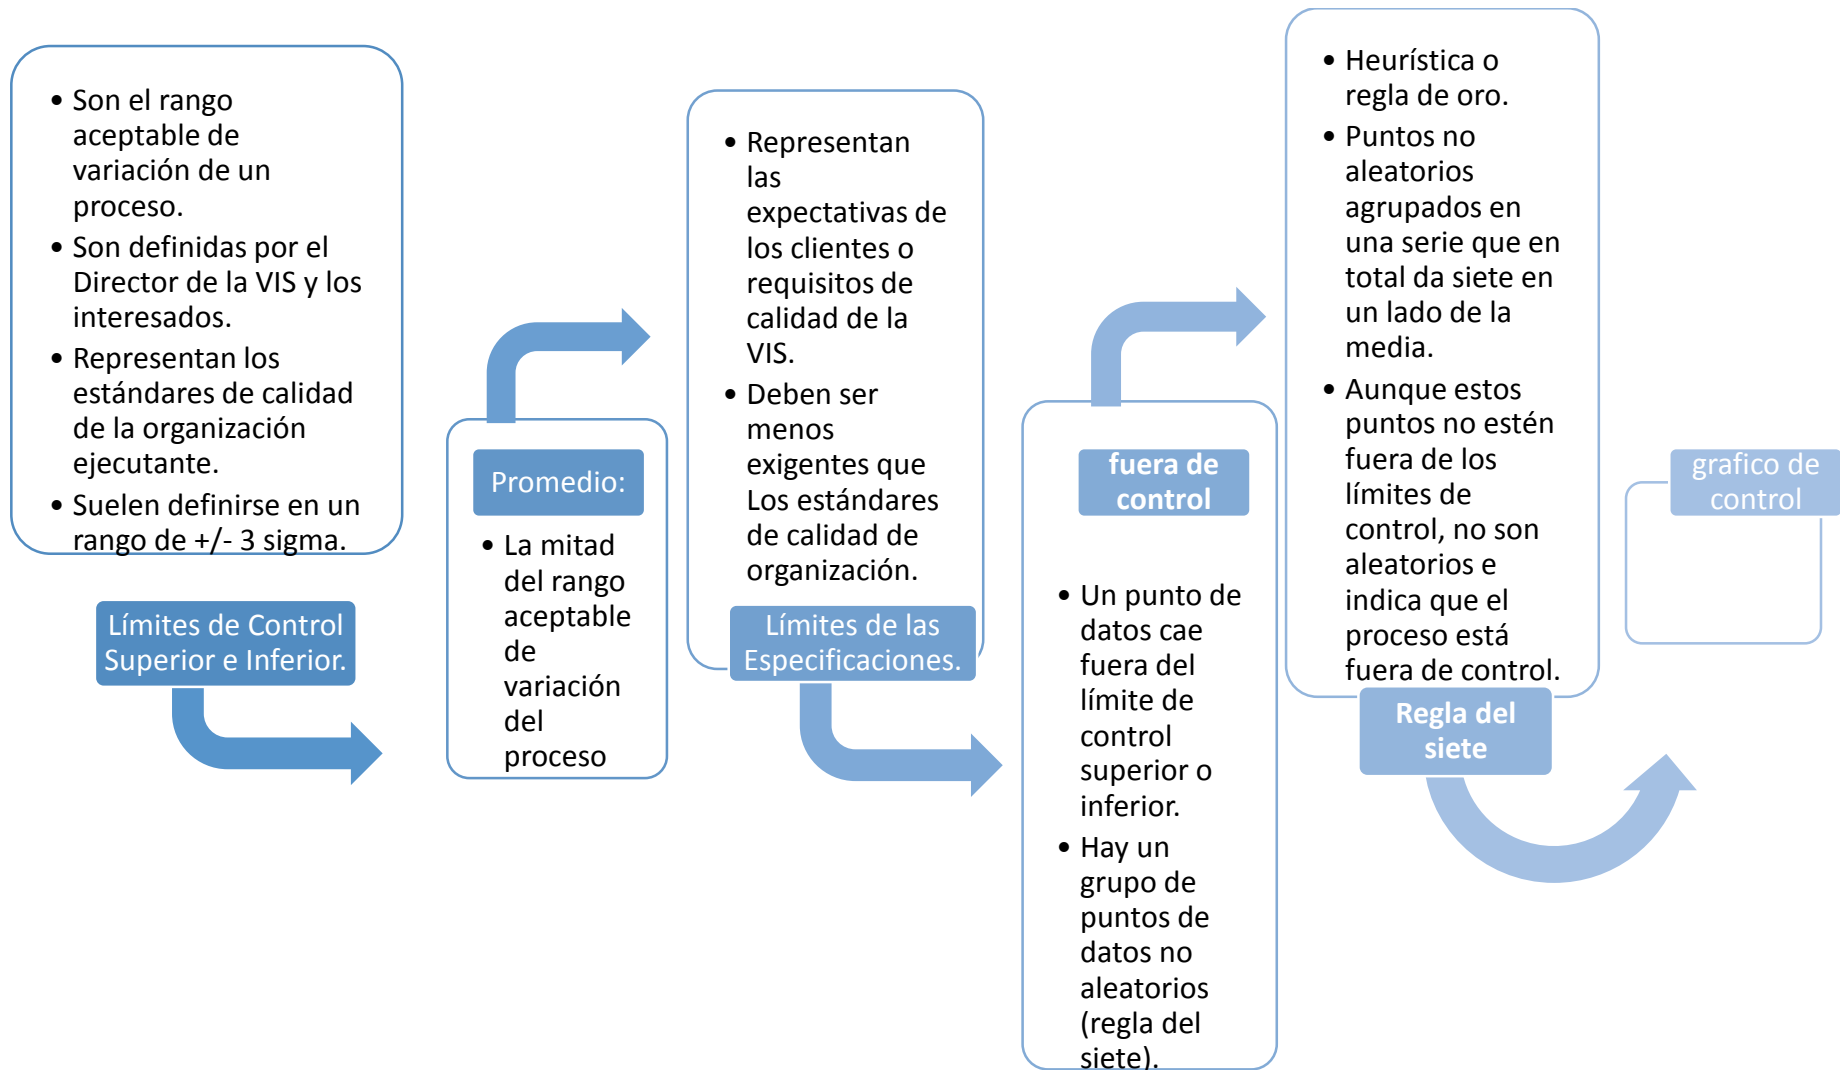 • Son el rango
aceptable de
variación de un
proceso.
• Son definidas por el
Director de la VIS y los
interesados.
• Representan los
estándares de calidad
de la organización
ejecutante.
• Suelen definirse en un
rango de +/- 3 sigma.
Límites de Control
Superior e Inferior.
Promedio:
• La mitad
del rango
aceptable
de
variación
del
proceso
• Representan
las
expectativas de
los clientes o
requisitos de
calidad de la
VIS.
• Deben ser
menos
exigentes que
Los estándares
de calidad de
organización.
Límites de las
Especificaciones.
fuera de
control
• Un punto de
datos cae
fuera del
límite de
control
superior o
inferior.
• Hay un
grupo de
puntos de
datos no
aleatorios
(regla del
siete).
• Heurística o
regla de oro.
• Puntos no
aleatorios
agrupados en
una serie que en
total da siete en
un lado de la
media.
• Aunque estos
puntos no estén
fuera de los
límites de
control, no son
aleatorios e
indica que el
proceso está
fuera de control.
Regla del
siete
grafico de
control